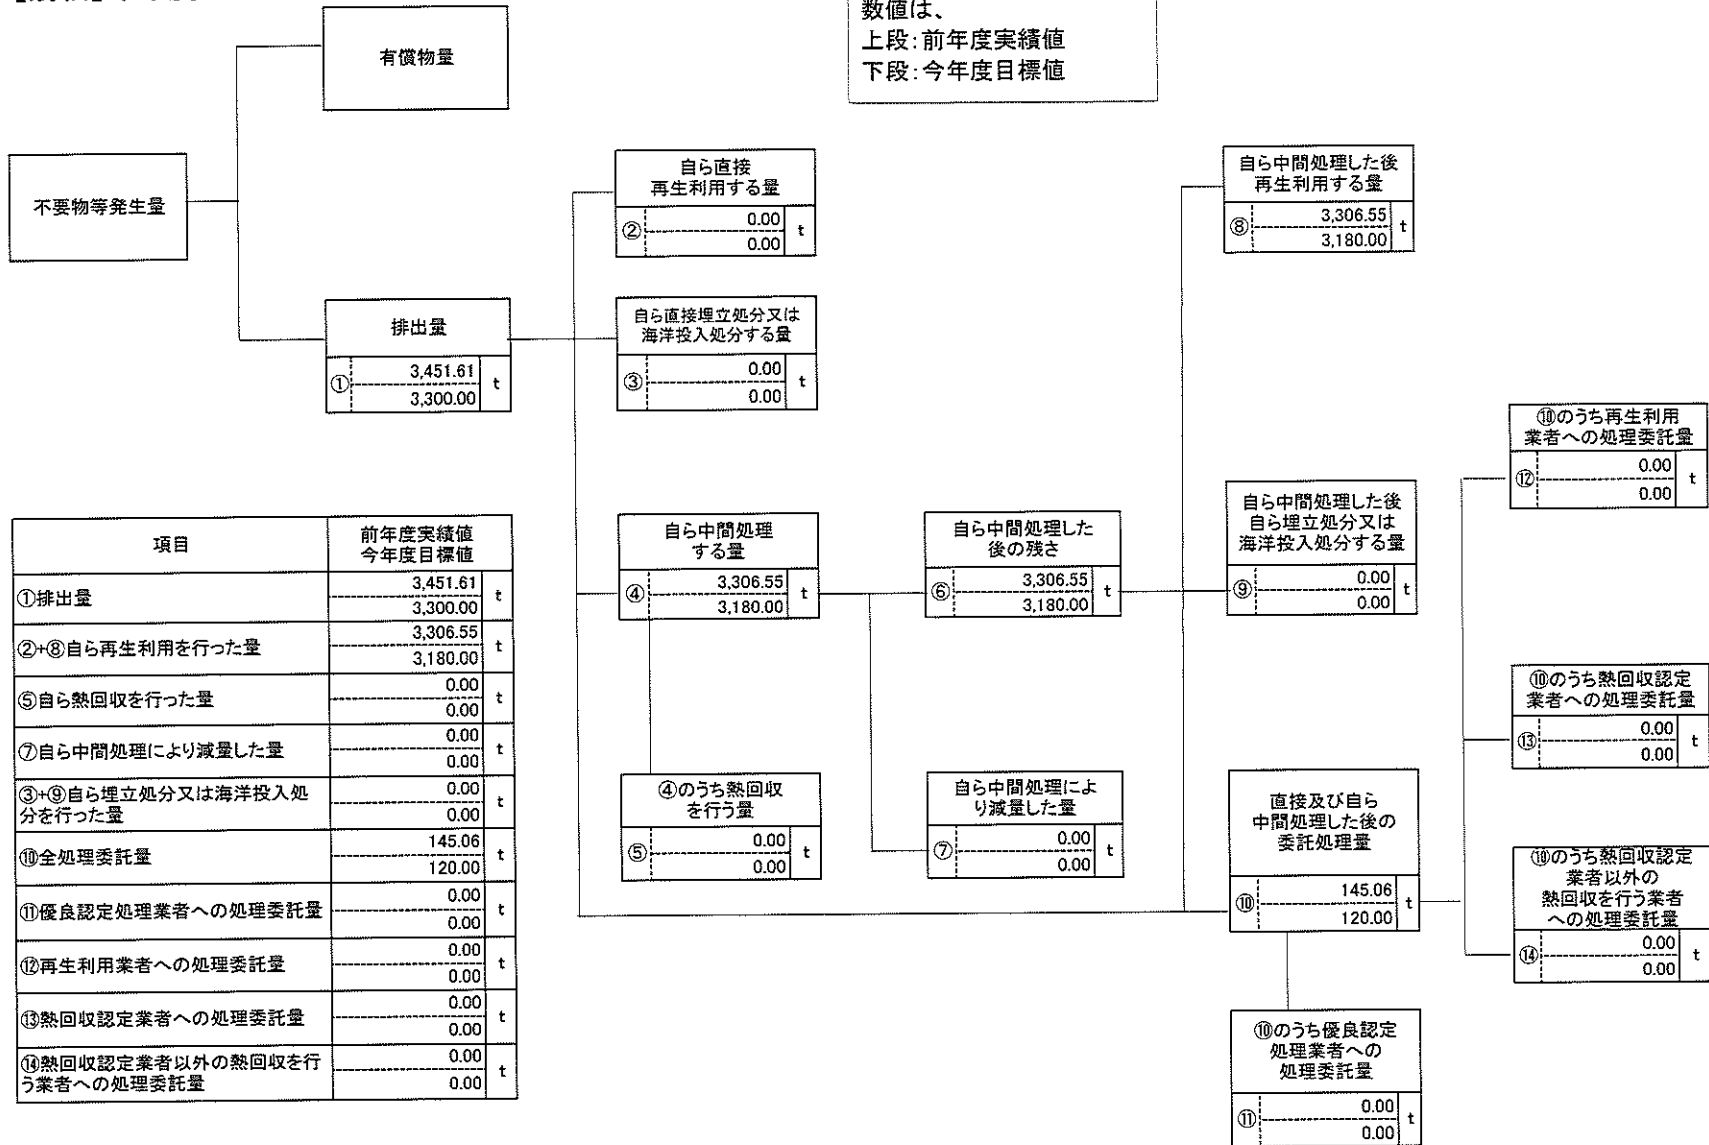 数値は、
上段：前年度実績値
下段：今年度目標値
有償物量
不要物等発生量
排出量
① 3,451.61 t
3,300.00
自ら直接
再生利用する量
② 0.00 t
0.00
自ら直接埋立処分又は
海洋投入処分する量
③ 0.00 t
0.00
自ら中間処理
する量
④ 3,306.55 t
3,180.00
④のうち熱回収
を行う量
⑤ 0.00 t
0.00
自ら中間処理した
後の残さ
⑥ 3,306.55 t
3,180.00
自ら中間処理によ
り減量した量
⑦ 0.00 t
0.00
自ら中間処理した後
再生利用する量
⑧ 3,306.55 t
3,180.00
自ら中間処理した後
自ら埋立処分又は
海洋投入処分する量
⑨ 0.00 t
0.00
直接及び自ら
中間処理した後の
委託処理量
⑩ 145.06 t
120.00
⑩のうち優良認定
処理業者への
処理委託量
⑪ 0.00 t
0.00
⑩のうち再生利用
業者への処理委託量
⑫ 0.00 t
0.00
⑩のうち熱回収認定
業者への処理委託量
⑬ 0.00 t
0.00
⑩のうち熱回収認定
業者以外の
熱回収を行う業者
への処理委託量
⑭ 0.00 t
0.00
項目 前年度実績値
今年度目標値
①排出量 3,451.61 t
3,300.00
②+⑧自ら再生利用を行った量 3,306.55 t
3,180.00
⑤自ら熱回収を行った量 0.00 t
0.00
⑦自ら中間処理により減量した量 0.00 t
0.00
③+⑨自ら埋立処分又は海洋投入処
分を行った量 0.00 t
0.00
⑩全処理委託量 145.06 t
120.00
⑪優良認定処理業者への処理委託量 0.00 t
0.00
⑫再生利用業者への処理委託量 0.00 t
0.00
⑬熱回収認定業者への処理委託量 0.00 t
0.00
⑭熱回収認定業者以外の熱回収を行
う業者への処理委託量 0.00 t
0.00